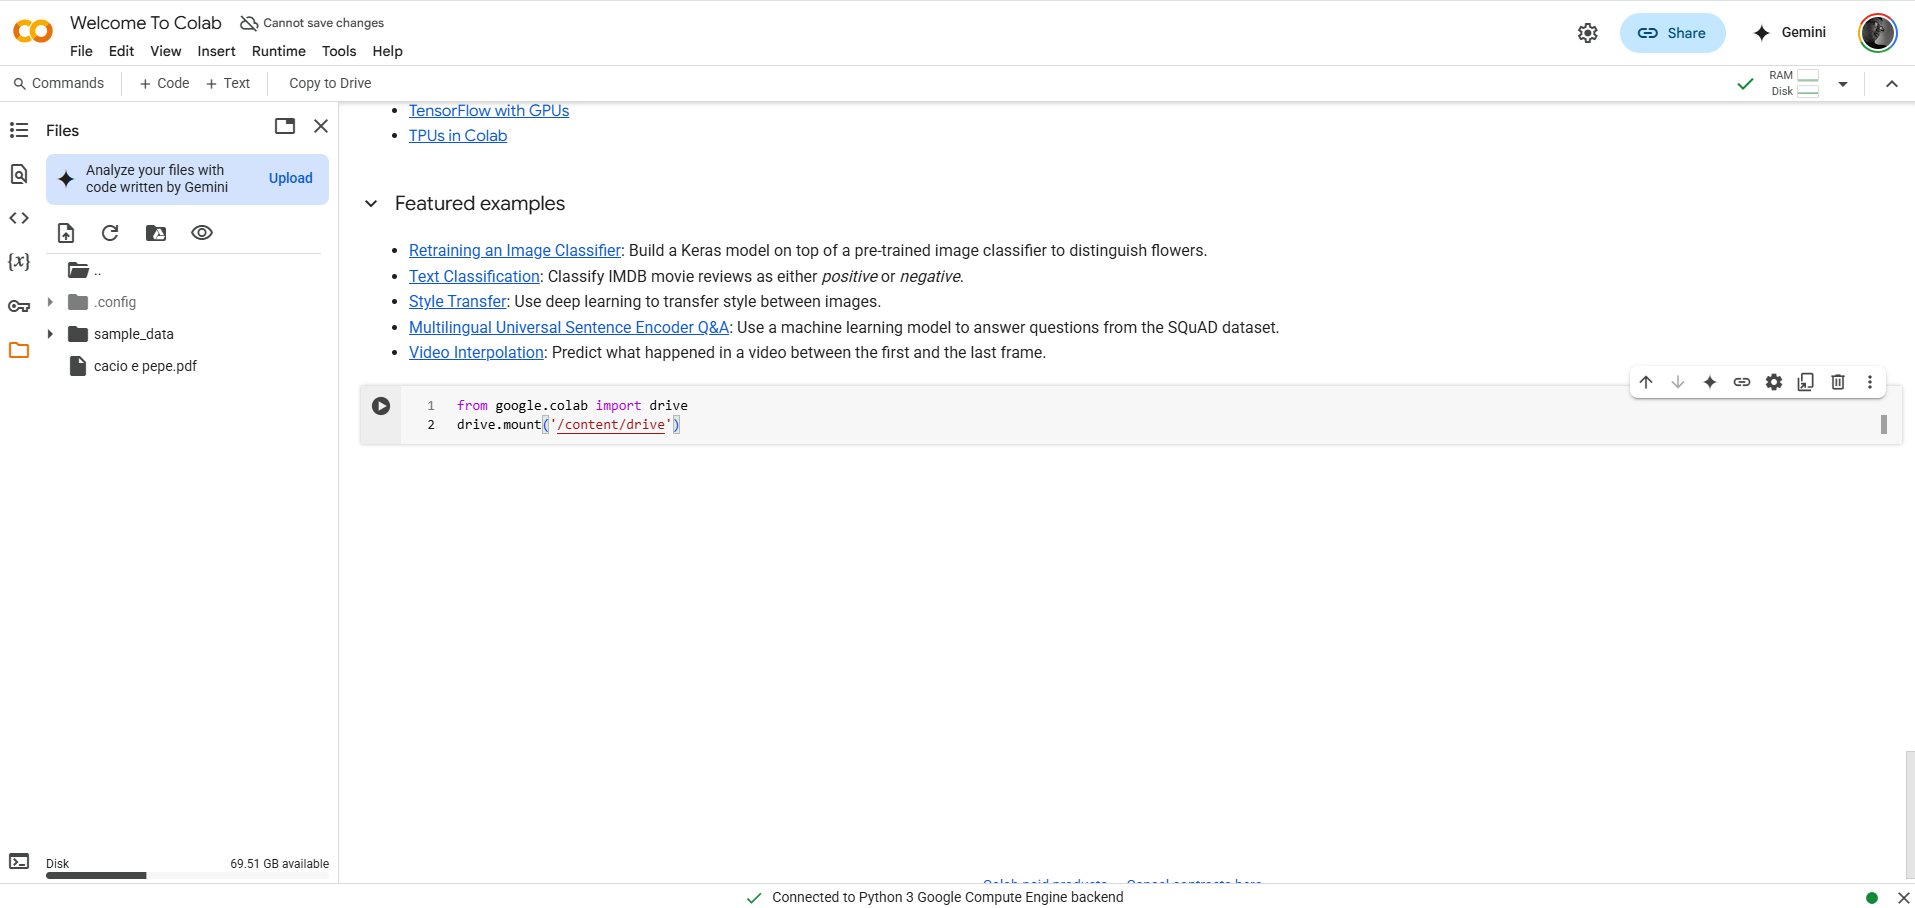 Welcome To Colab
Cannot save changes
File Edit View Insert Runtime Tools Help
Share
Gemini
Commands
+ Code + Text
Copy to Drive
RAM
Disk
Files
Analyze your files with
code written by Gemini
Upload
{x}
..
.config
sample_data
cacio e pepe.pdf
Disk
69.51 GB available
• TensorFlow with GPUs
• TPUs in Colab
Featured examples
• Retraining an Image Classifier: Build a Keras model on top of a pre-trained image classifier to distinguish flowers.
• Text Classification: Classify IMDB movie reviews as either positive or negative.
• Style Transfer: Use deep learning to transfer style between images.
• Multilingual Universal Sentence Encoder Q&A: Use a machine learning model to answer questions from the SQuAD dataset.
• Video Interpolation: Predict what happened in a video between the first and the last frame.
1 from google.colab import drive
2 drive.mount('/content/drive')
Colab paid products - Cancel contracts here
Connected to Python 3 Google Compute Engine backend